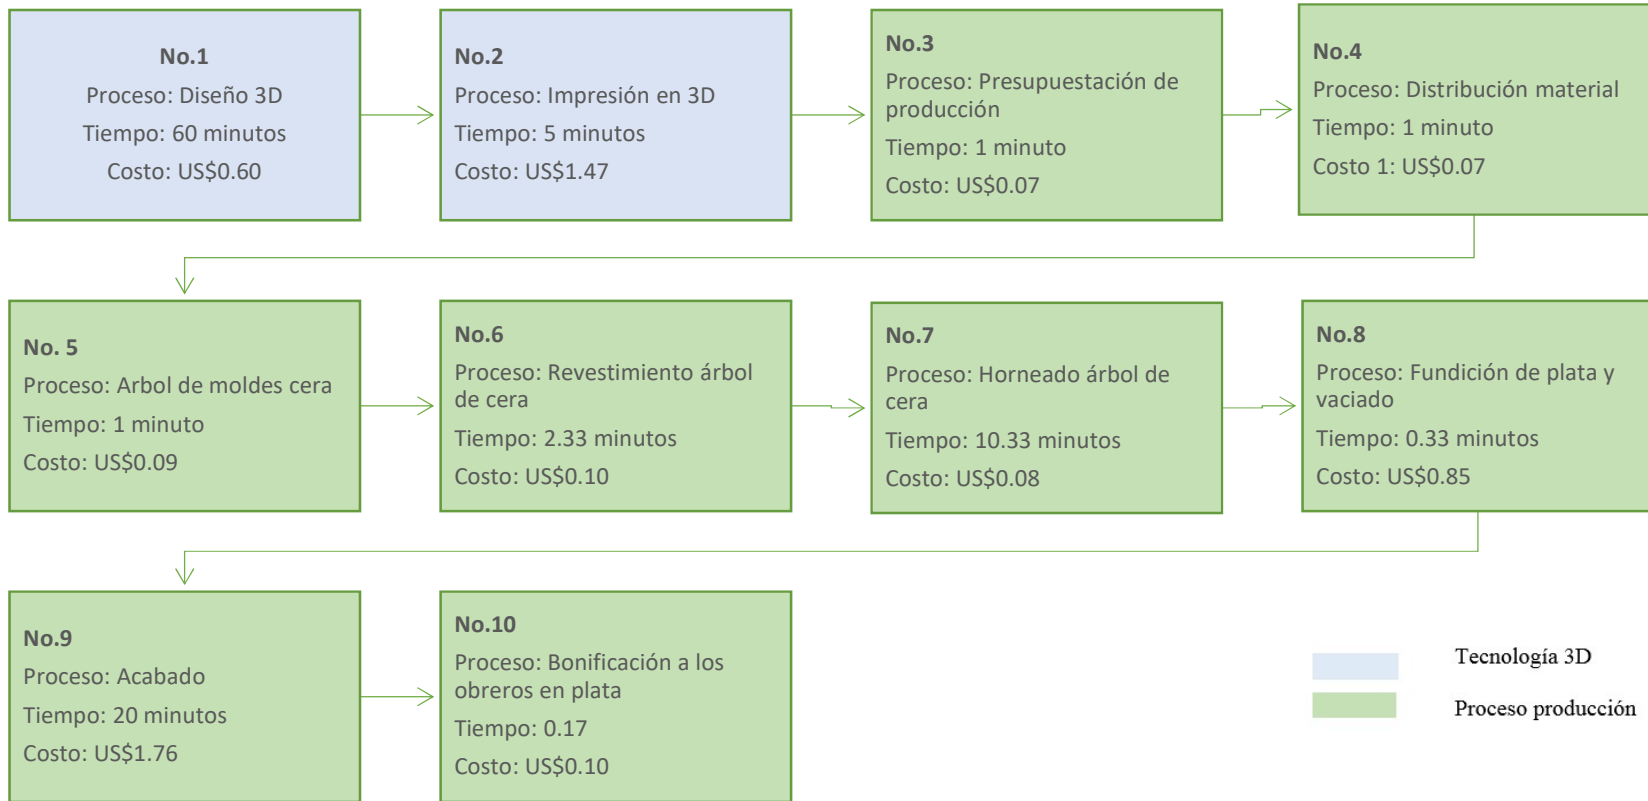 No.1
Proceso: Diseño 3D
Tiempo: 60 minutos
Costo: US$0.60
No.2
Proceso: Impresión en 3D
Tiempo: 5 minutos
Costo: US$1.47
No.3
Proceso: Presupuestación de
producción
Tiempo: 1 minuto
Costo: US$0.07
No.4
Proceso: Distribución material
Tiempo: 1 minuto
Costo 1: US$0.07
No. 5
Proceso: Arbol de moldes cera
Tiempo: 1 minuto
Costo: US$0.09
No.6
Proceso: Revestimiento árbol
de cera
Tiempo: 2.33 minutos
Costo: US$0.10
No.7
Proceso: Horneado árbol de
cera
Tiempo: 10.33 minutos
Costo: US$0.08
No.8
Proceso: Fundición de plata y
vaciado
Tiempo: 0.33 minutos
Costo: US$0.85
No.9
Proceso: Acabado
Tiempo: 20 minutos
Costo: US$1.76
No.10
Proceso: Bonificación a los
obreros en plata
Tiempo: 0.17
Costo: US$0.10
Tecnología 3D
Proceso producción